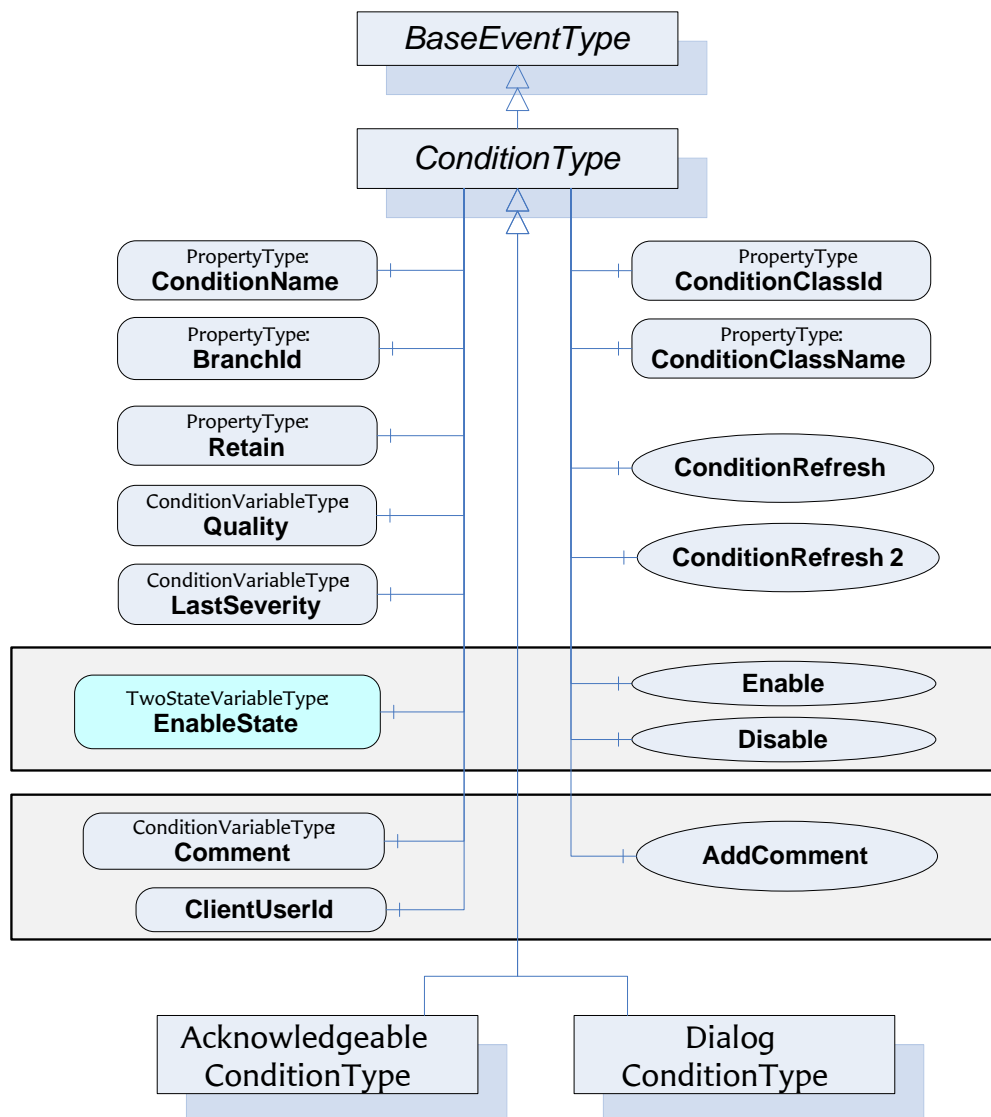 BaseEventType
ConditionType
PropertyType:
ConditionName
PropertyType
ConditionClassId
PropertyType:
BranchId
PropertyType:
ConditionClassName
PropertyType:
Retain
ConditionRefresh
ConditionVariableType:
Quality
ConditionRefresh 2
ConditionVariableType:
LastSeverity
TwoStateVariableType:
EnableState
Enable
Disable
ConditionVariableType:
Comment
AddComment
ClientUserId
Acknowledgeable
ConditionType
Dialog
ConditionType